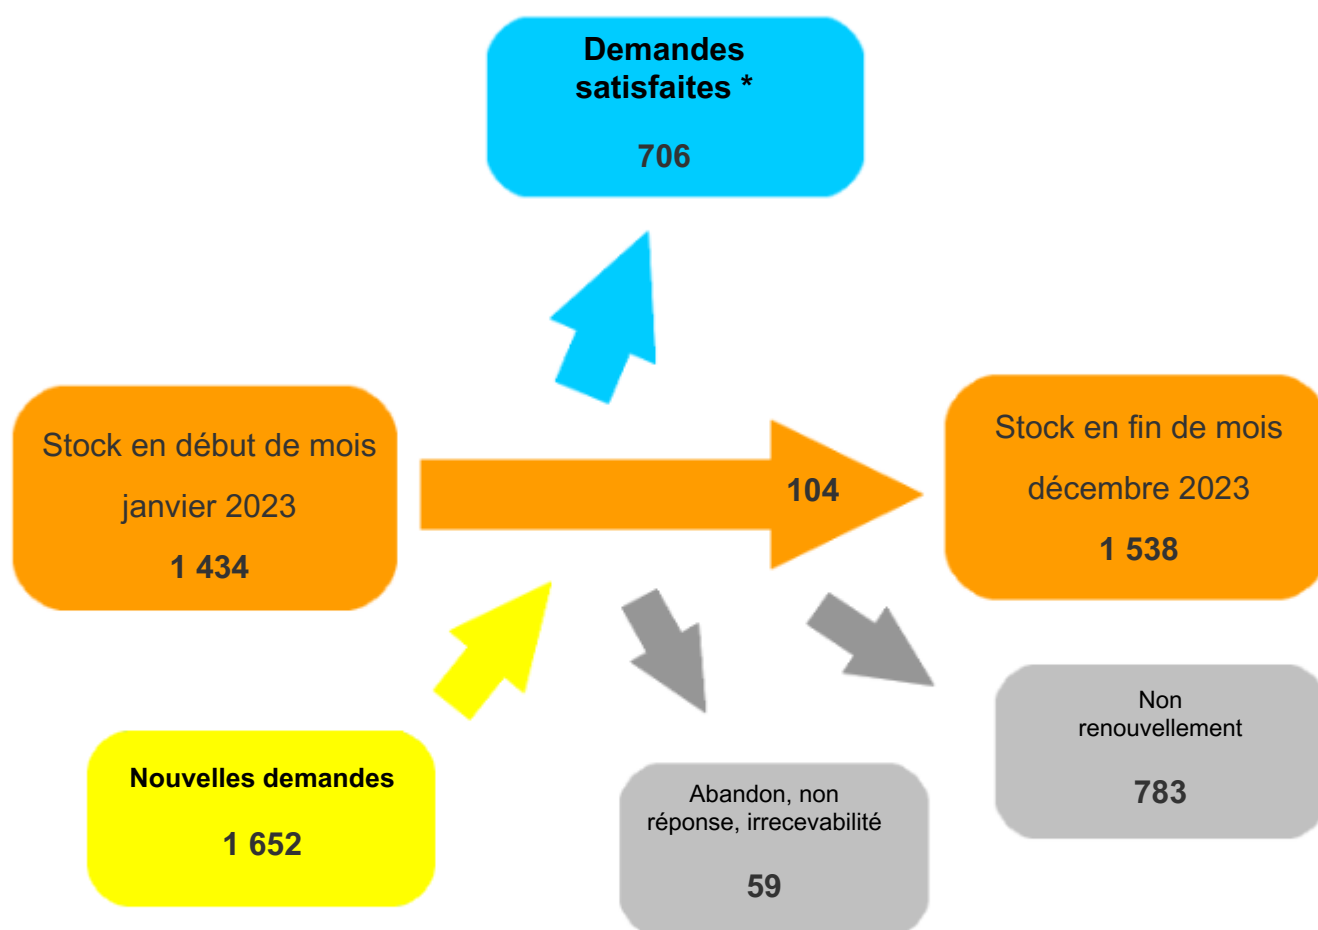 Demandes
satisfaites *
706
Stock en début de mois
janvier 2023
1 434
104
Stock en fin de mois
décembre 2023
1 538
Nouvelles demandes
1 652
Abandon, non
réponse, irrecevabilité
59
Non
renouvellement
783